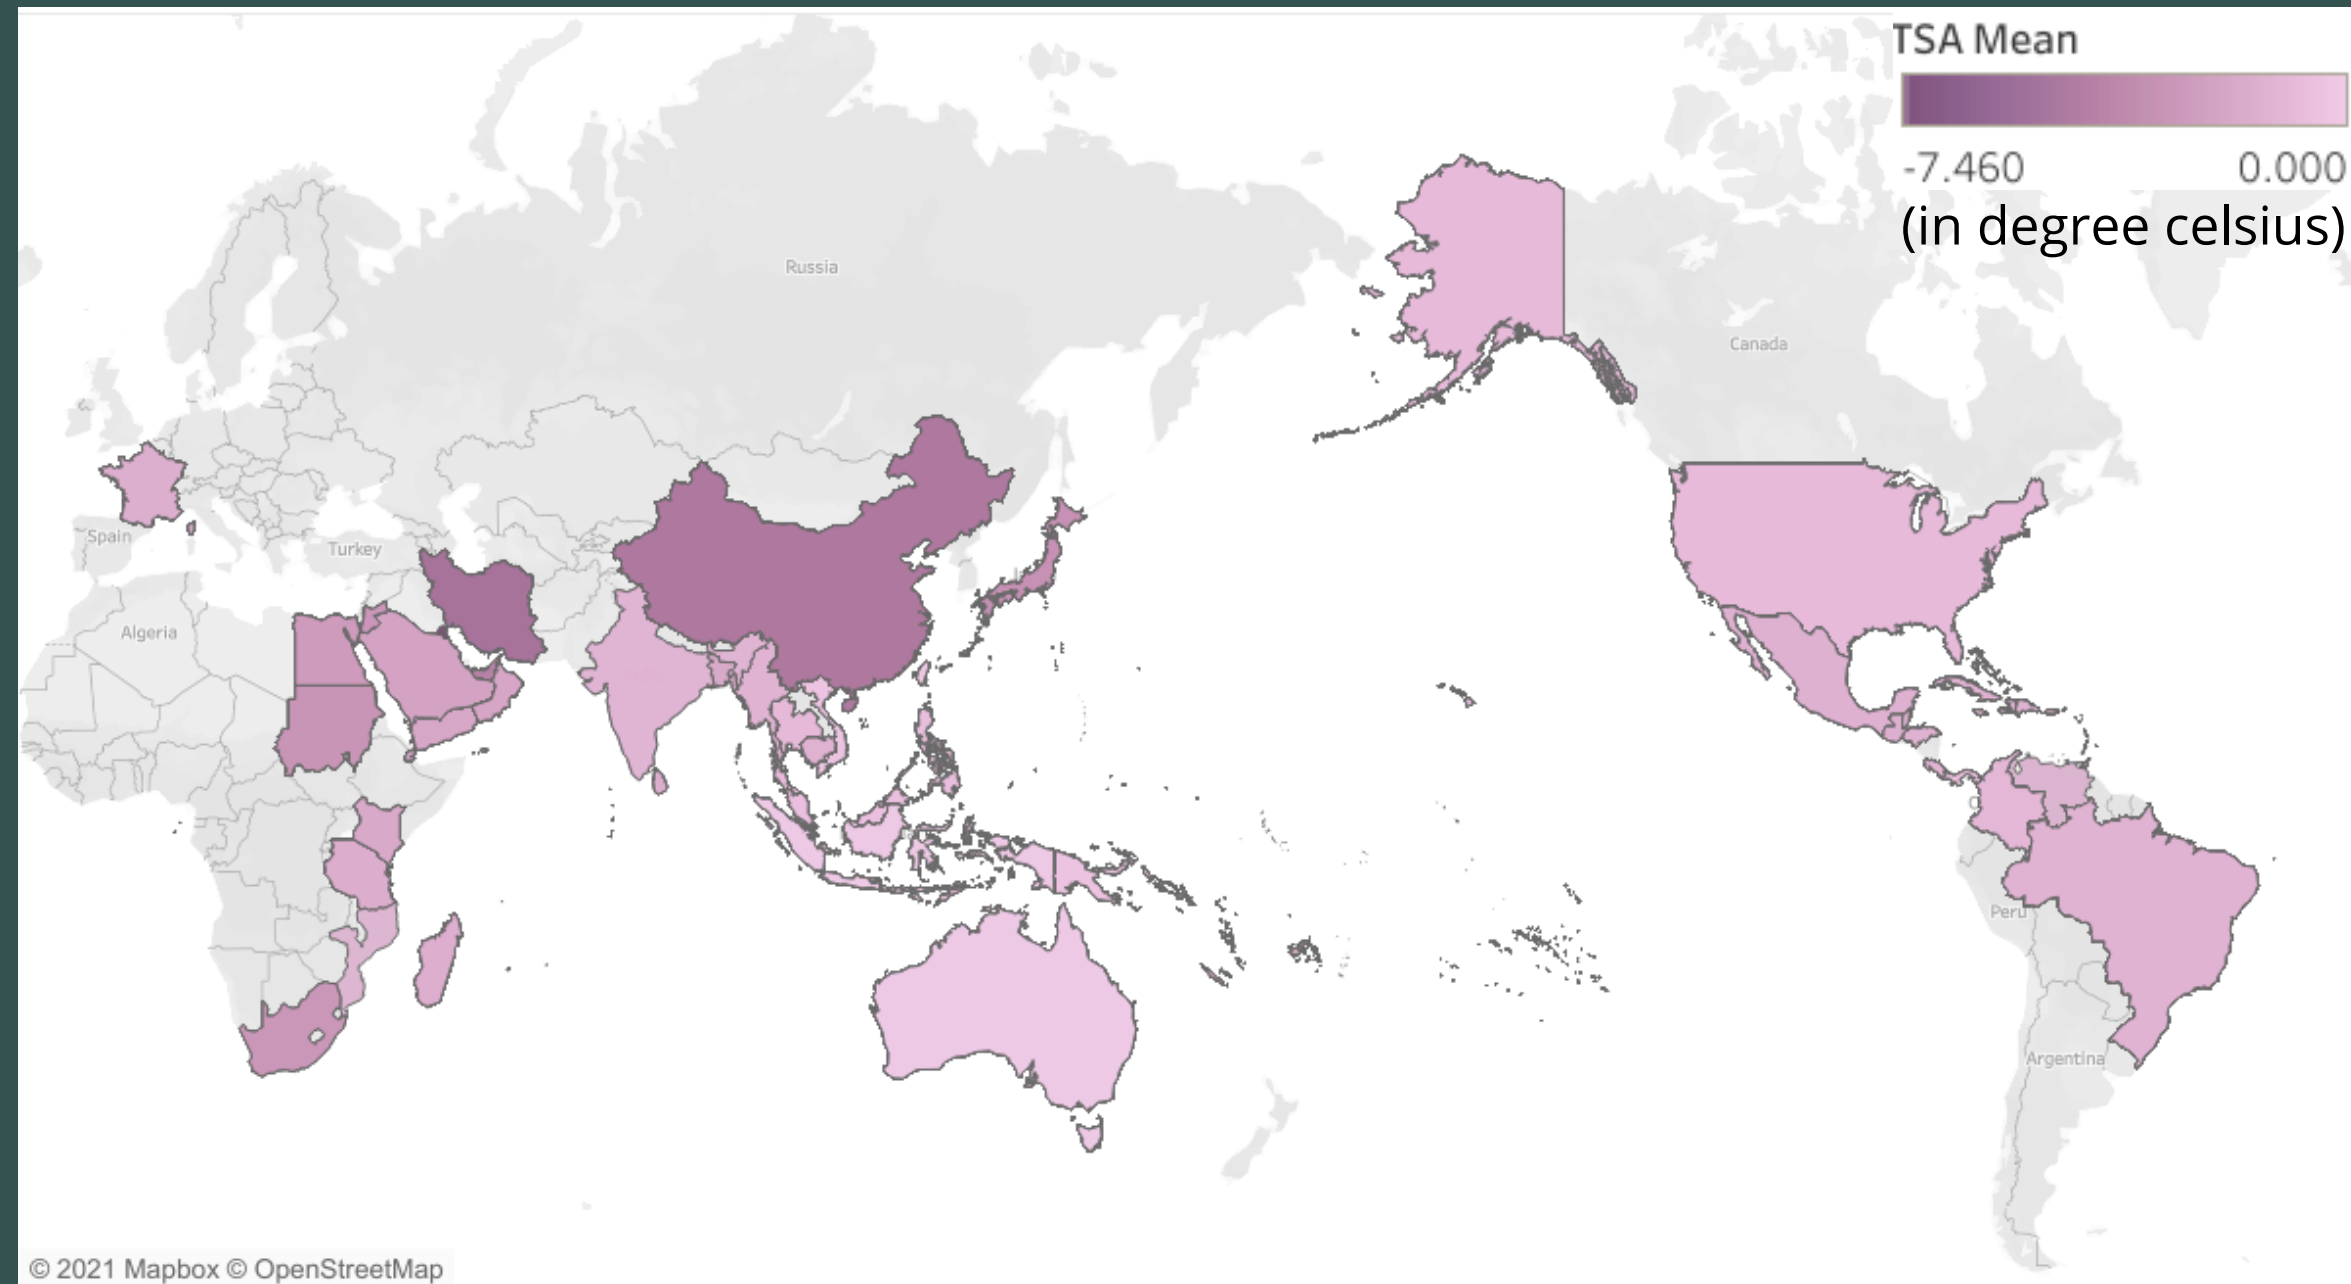 TSA Mean
-7.460 0.000
(in degree celsius)
Russia
Canada
Spain
Turkey
Algeria
Peru
Argentina
© 2021 Mapbox © OpenStreetMap